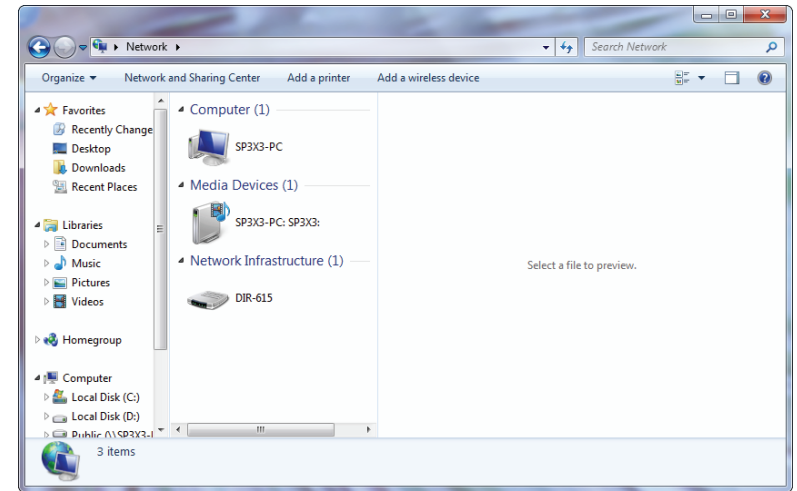 Network
Search Network
Organize Network and Sharing Center Add a printer Add a wireless device
Favorites
Recently Change
Desktop
Downloads
Recent Places
Libraries
Documents
Music
Pictures
Videos
Homegroup
Computer
Local Disk (C:)
Local Disk (D:)
Public (\\SP3X3-
Computer (1)
SP3X3-PC
Media Devices (1)
SP3X3-PC: SP3X3:
Network Infrastructure (1)
DIR-615
Select a file to preview.
3 items